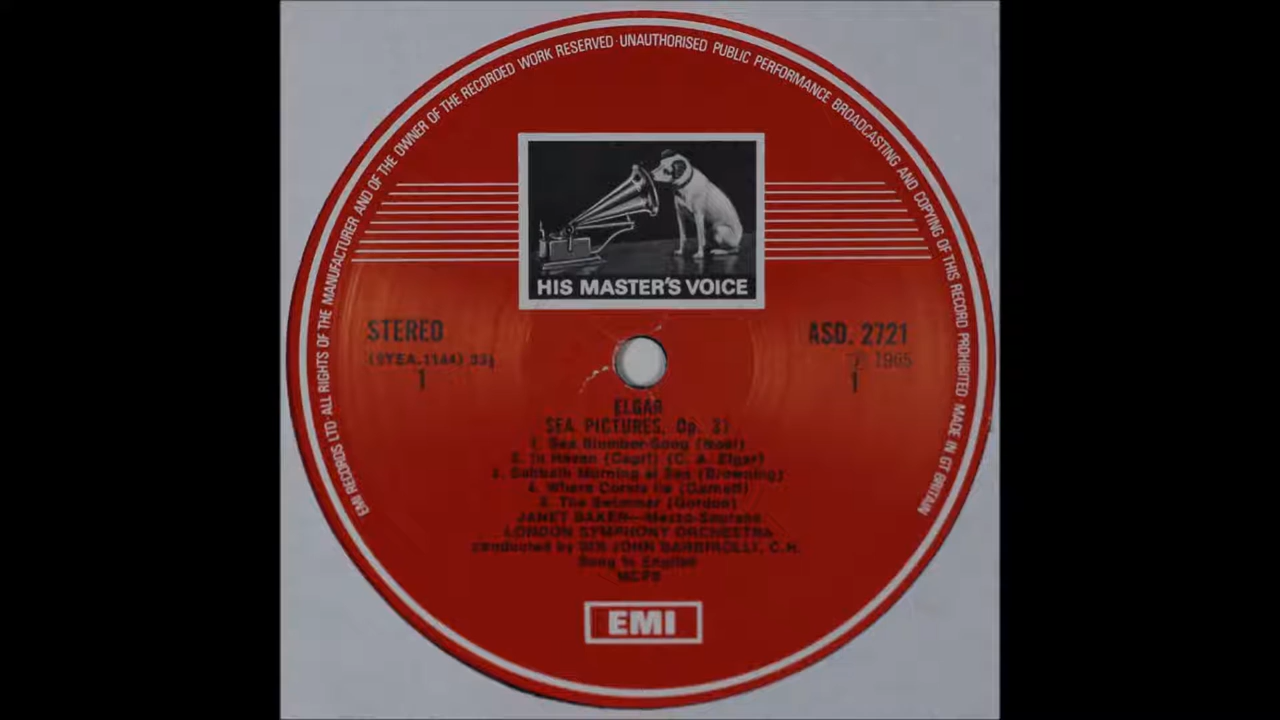 EMI RECORDS LTD·ALL RIGHTS OF THE MANUFACTURER AND OF THE OWNER OF THE RECORDED WORK RESERVED·UNAUTHORISED PUBLIC PERFORMANCE BROADCASTING AND COPYING OF THIS RECORD PROHIBITED·MADE IN GT BRITAIN
HIS MASTER'S VOICE
STEREO
ASD. 2721
℗ 1965
1
1
ELGAR
SEA PICTURES, Op. 37
1. Sea Slumber-Song (Noel)
2. In Haven (Capri) (C. A. Elgar)
3. Sabbath Morning at Sea (Browning)
4. Where Corals lie (Garnett)
5. The Swimmer (Gordon)
JANET BAKER—Mezzo-Soprano
LONDON SYMPHONY ORCHESTRA
conducted by SIR JOHN BARBIROLLI, C.H.
Sung in English
MCPS
EMI